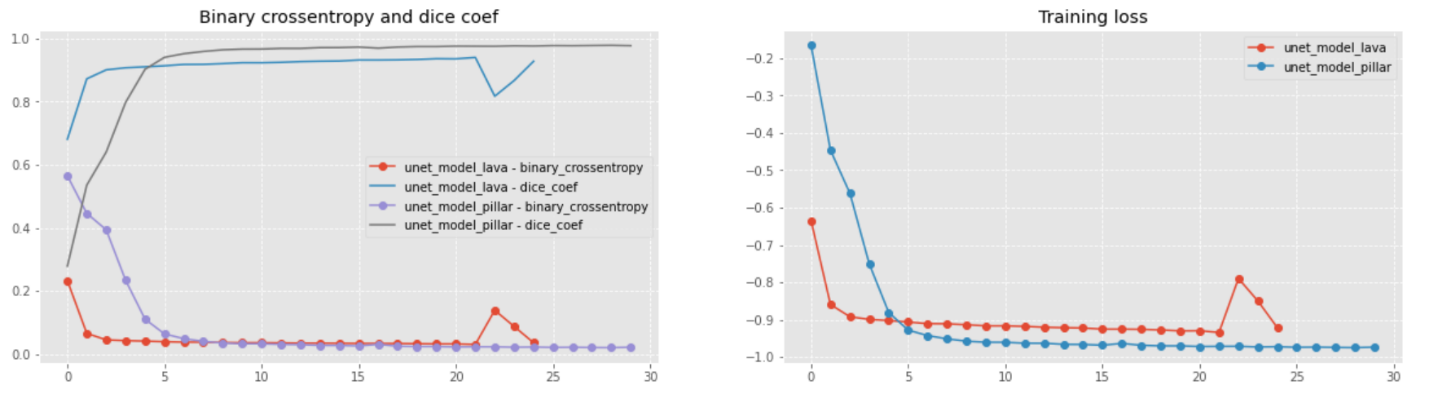 Binary crossentropy and dice coef
1.0
0.8
0.6
0.4
0.2
0.0
unet_model_lava - binary_crossentropy
unet_model_lava - dice_coef
unet_model_pillar - binary_crossentropy
unet_model_pillar - dice_coef
0 5 10 15 20 25 30
Training loss
−0.2
−0.3
−0.4
−0.5
−0.6
−0.7
−0.8
−0.9
−1.0
unet_model_lava
unet_model_pillar
0 5 10 15 20 25 30